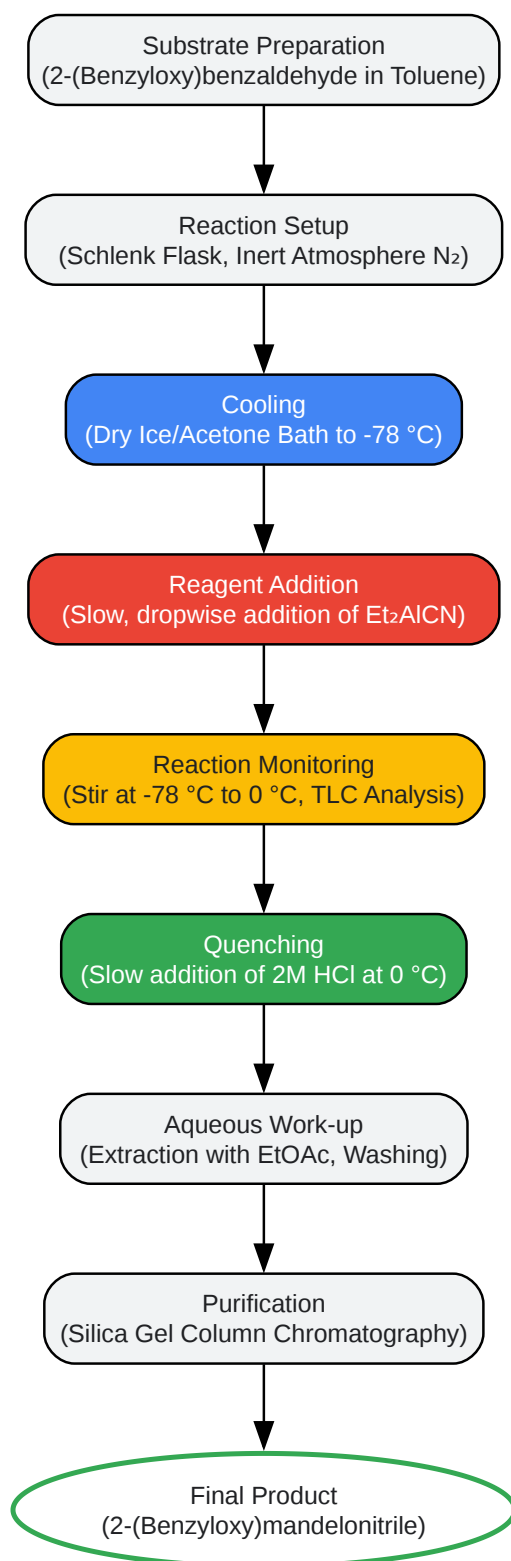 Substrate Preparation
(2-(Benzyloxy)benzaldehyde in Toluene)
Reaction Setup
(Schlenk Flask, Inert Atmosphere N₂)
Cooling
(Dry Ice/Acetone Bath to -78 °C)
Reagent Addition
(Slow, dropwise addition of Et₂AlCN)
Reaction Monitoring
(Stir at -78 °C to 0 °C, TLC Analysis)
Quenching
(Slow addition of 2M HCl at 0 °C)
Aqueous Work-up
(Extraction with EtOAc, Washing)
Purification
(Silica Gel Column Chromatography)
Final Product
(2-(Benzyloxy)mandelonitrile)